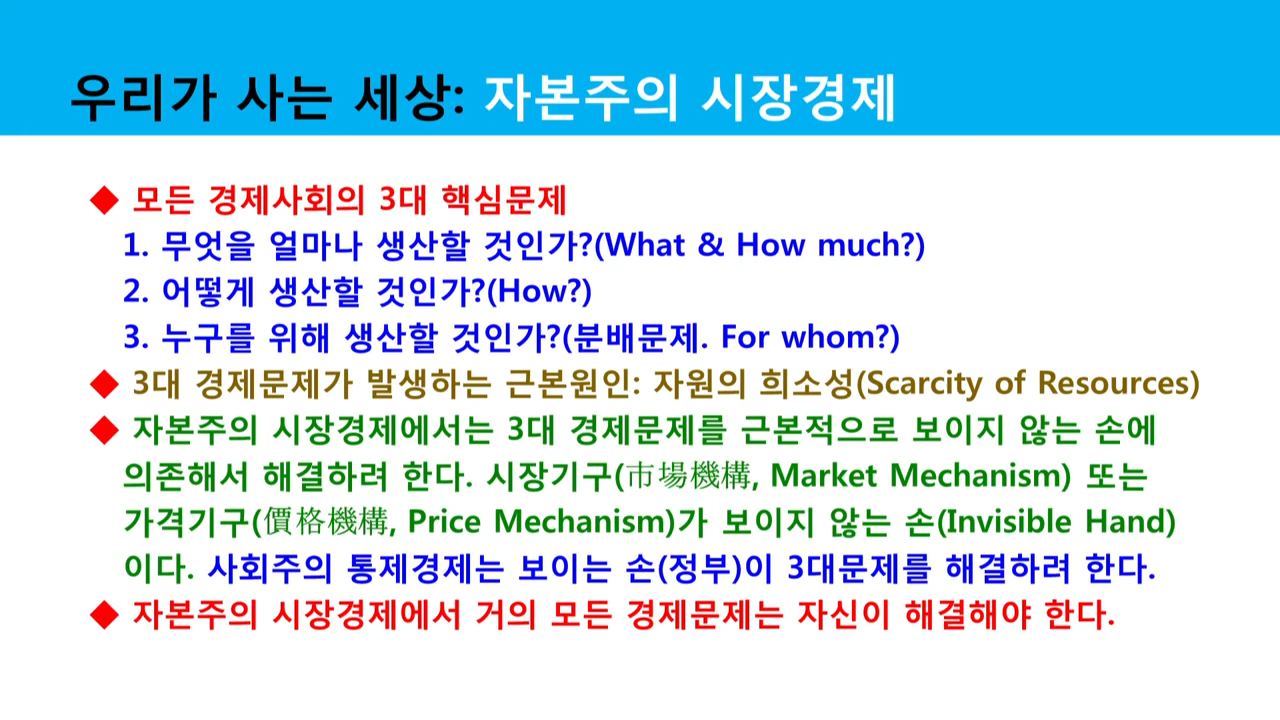 우리가 사는 세상: 자본주의 시장경제
◆ 모든 경제사회의 3대 핵심문제
1. 무엇을 얼마나 생산할 것인가?(What & How much?)
2. 어떻게 생산할 것인가?(How?)
3. 누구를 위해 생산할 것인가?(분배문제. For whom?)
◆ 3대 경제문제가 발생하는 근본원인: 자원의 희소성(Scarcity of Resources)
◆ 자본주의 시장경제에서는 3대 경제문제를 근본적으로 보이지 않는 손에
의존해서 해결하려 한다. 시장기구(市場機構, Market Mechanism) 또는
가격기구(價格機構, Price Mechanism)가 보이지 않는 손(Invisible Hand)
이다. 사회주의 통제경제는 보이는 손(정부)이 3대문제를 해결하려 한다.
◆ 자본주의 시장경제에서 거의 모든 경제문제는 자신이 해결해야 한다.